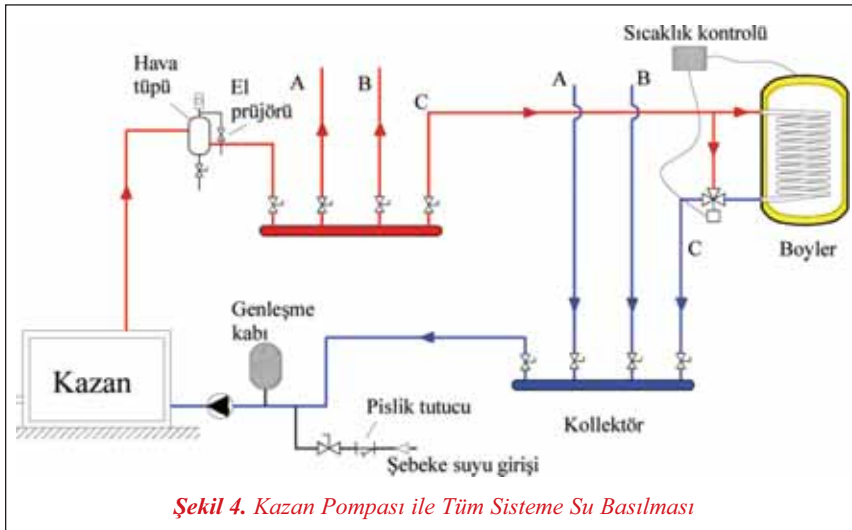 Sıcaklık kontrolü
Hava
tüpü
El
prüjörü
A
B
C
A
B
Boyler
C
Genleşme
kabı
Kazan
Pislik tutucu
Kollektör
Şebeke suyu girişi
Şekil 4. Kazan Pompası ile Tüm Sisteme Su Basılması